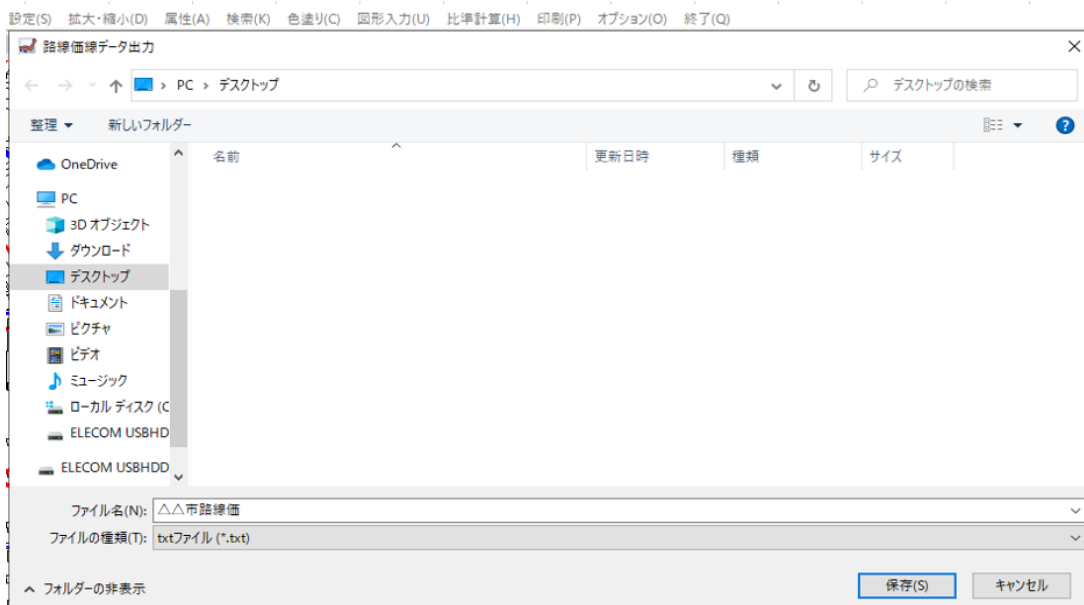 設定(S) 拡大・縮小(D) 属性(A) 検索(K) 色塗り(C) 図形入力(U) 比準計算(H) 印刷(P) オプション(O) 終了(Q)
路線価線データ出力
PC > デスクトップ
デスクトップの検索
整理 新しいフォルダー
名前 更新日時 種類 サイズ
OneDrive
PC
3D オブジェクト
ダウンロード
デスクトップ
ドキュメント
ピクチャ
ビデオ
ミュージック
ローカル ディスク (C
ELECOM USBHD
ELECOM USBHDD
ファイル名(N): △△市路線価
ファイルの種類(T): txtファイル (*.txt)
フォルダーの非表示
保存(S) キャンセル